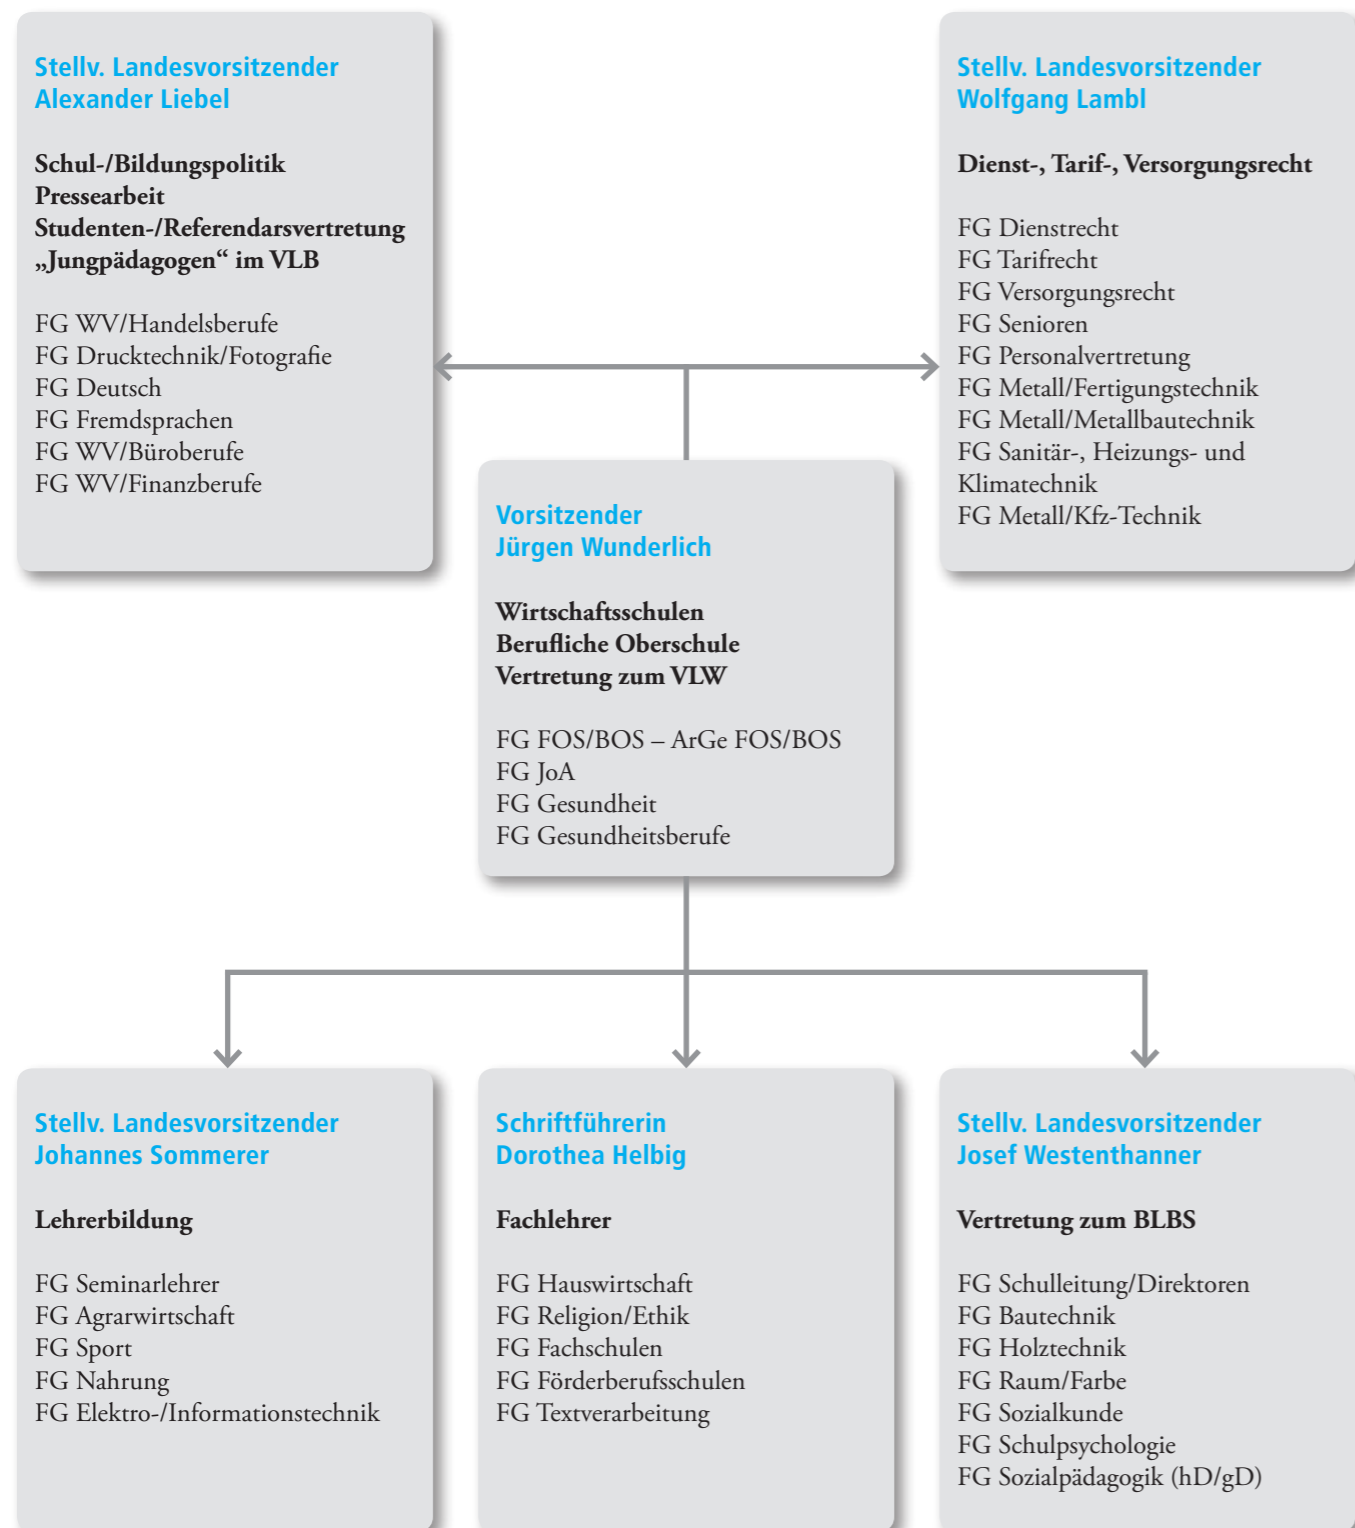 Stellv. Landesvorsitzender
Alexander Liebel
Schul-/Bildungspolitik
Pressearbeit
Studenten-/Referendarsvertretung
„Jungpädagogen“ im VLB
FG WV/Handelsberufe
FG Drucktechnik/Fotografie
FG Deutsch
FG Fremdsprachen
FG WV/Büroberufe
FG WV/Finanzberufe
Stellv. Landesvorsitzender
Wolfgang Lambl
Dienst-, Tarif-, Versorgungsrecht
FG Dienstrecht
FG Tarifrecht
FG Versorgungsrecht
FG Senioren
FG Personalvertretung
FG Metall/Fertigungstechnik
FG Metall/Metallbautechnik
FG Sanitär-, Heizungs- und
Klimatechnik
FG Metall/Kfz-Technik
Vorsitzender
Jürgen Wunderlich
Wirtschaftsschulen
Berufliche Oberschule
Vertretung zum VLW
FG FOS/BOS – ArGe FOS/BOS
FG JoA
FG Gesundheit
FG Gesundheitsberufe
Stellv. Landesvorsitzender
Johannes Sommerer
Lehrerbildung
FG Seminarlehrer
FG Agrarwirtschaft
FG Sport
FG Nahrung
FG Elektro-/Informationstechnik
Schriftführerin
Dorothea Helbig
Fachlehrer
FG Hauswirtschaft
FG Religion/Ethik
FG Fachschulen
FG Förderberufsschulen
FG Textverarbeitung
Stellv. Landesvorsitzender
Josef Westenthanner
Vertretung zum BLBS
FG Schulleitung/Direktoren
FG Bautechnik
FG Holztechnik
FG Raum/Farbe
FG Sozialkunde
FG Schulpsychologie
FG Sozialpädagogik (hD/gD)